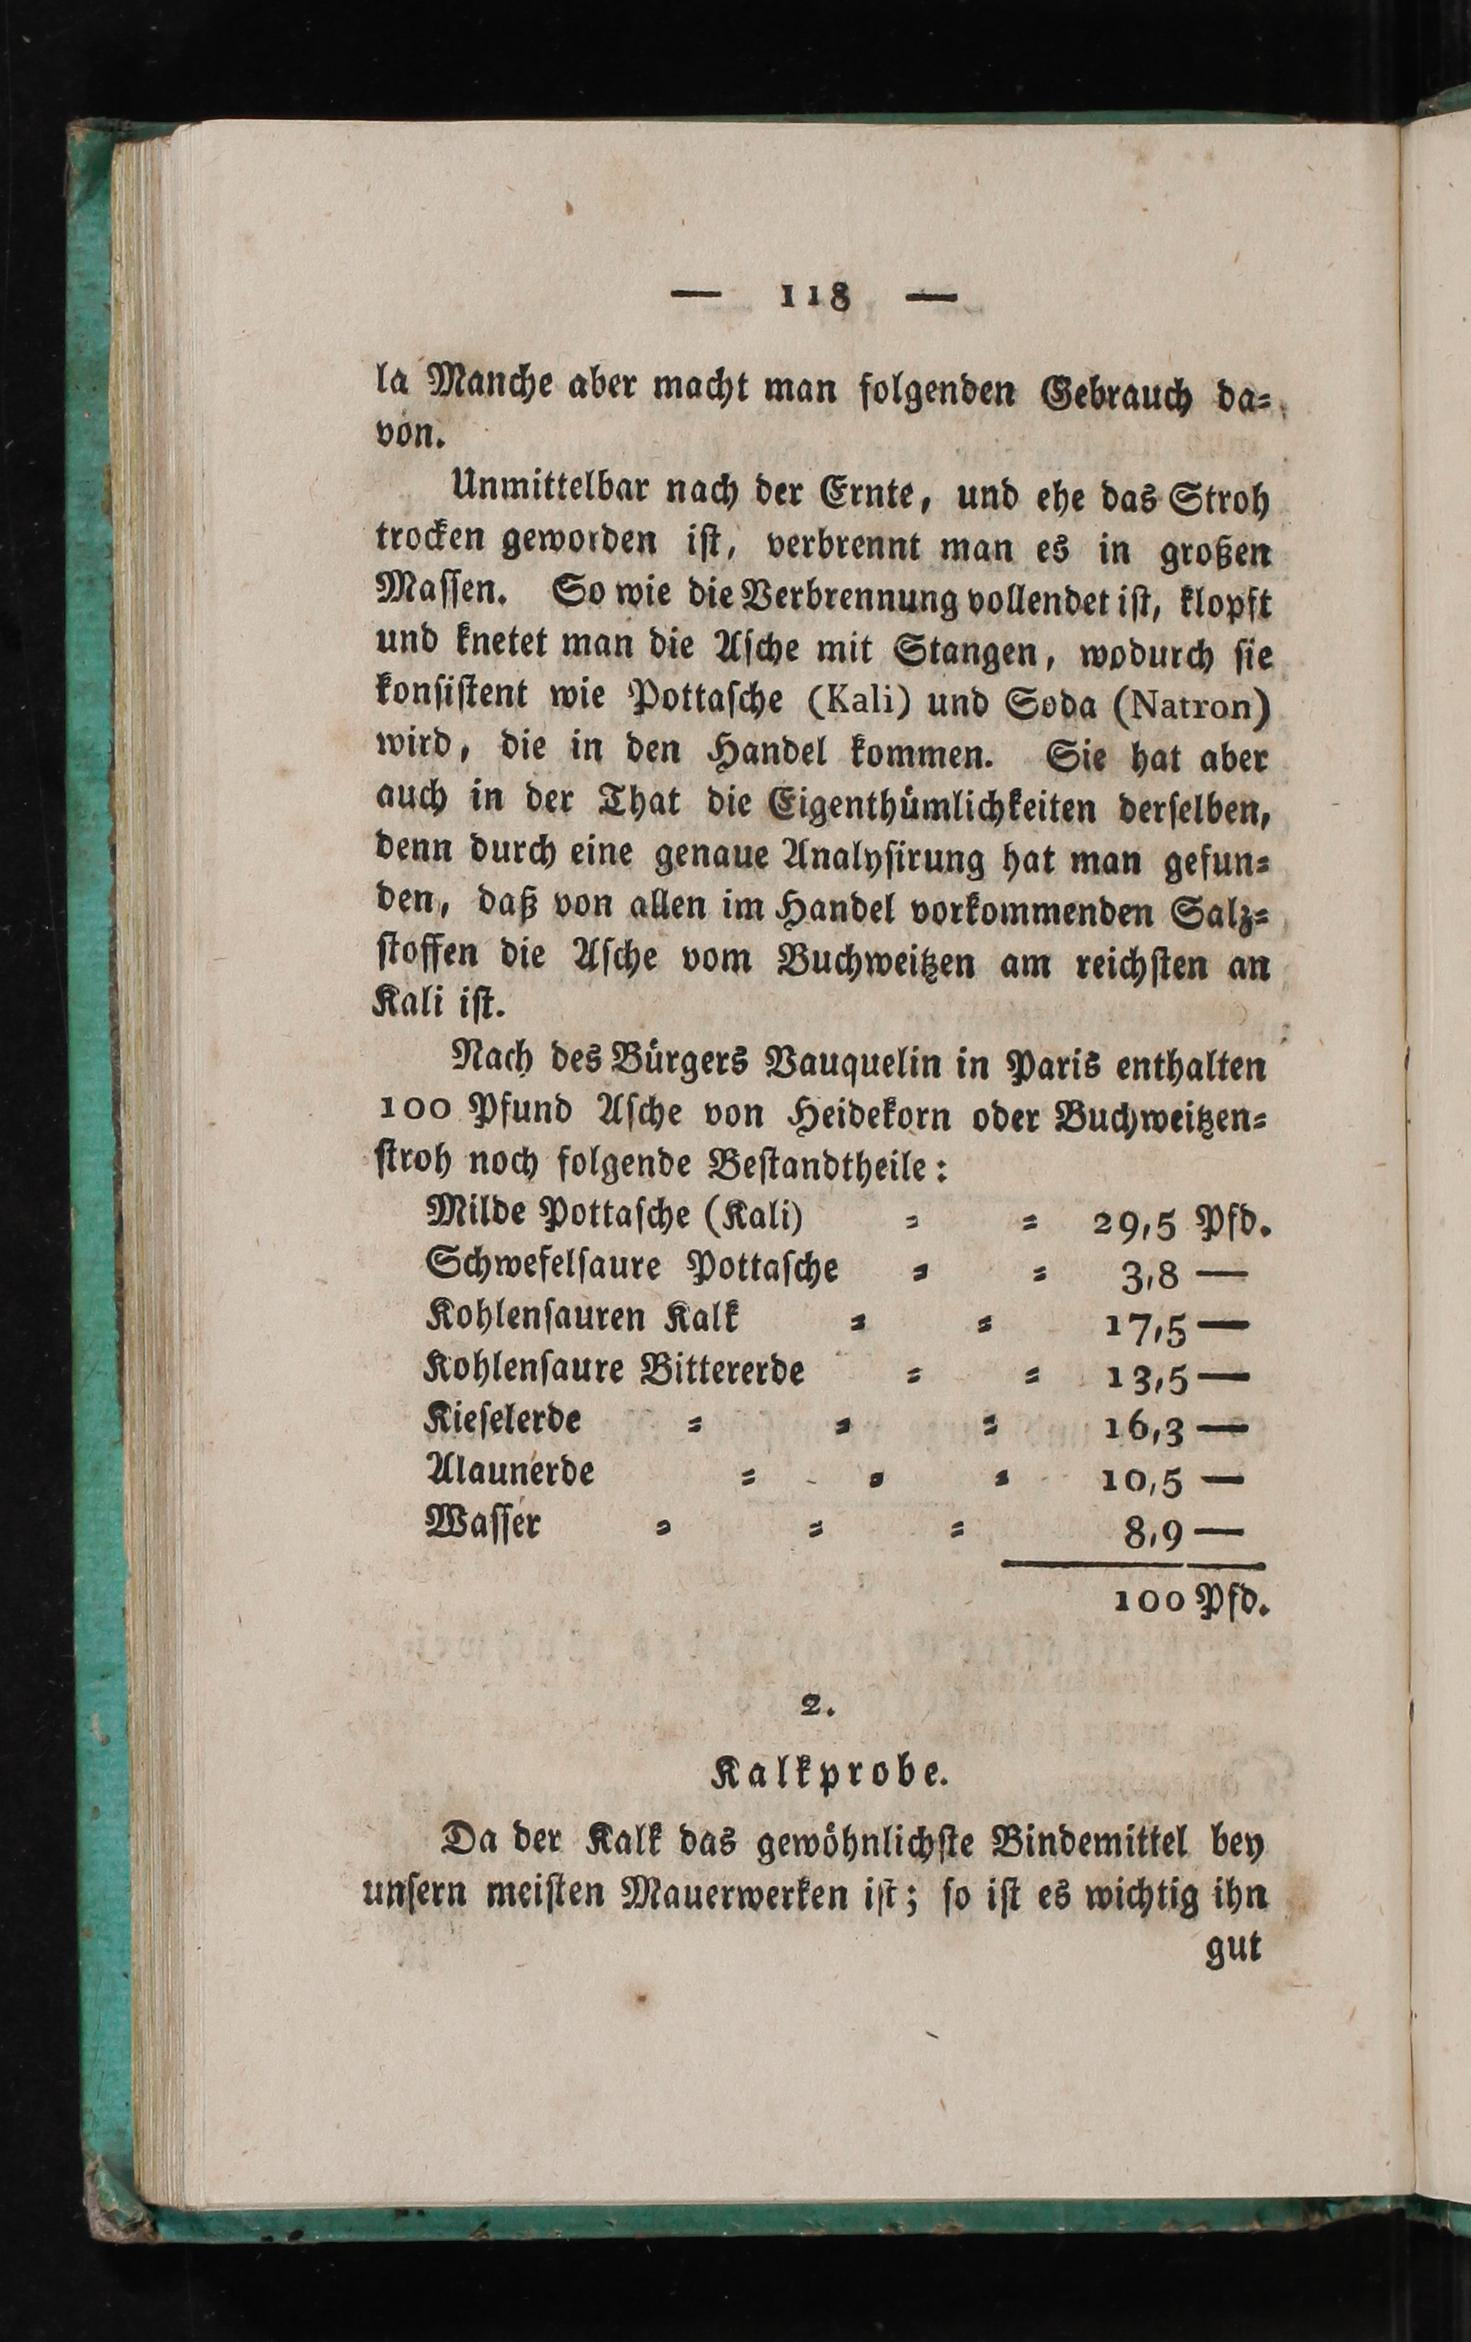 — 118 —
la Manche aber macht man folgenden Gebrauch da⸗
von.
Unmittelbar nach der Ernte, und ehe das Stroh
trocken geworden iſt, verbrennt man es in großen
Maſſen. So wie die Verbrennung vollendet iſt, klopft
und knetet man die Aſche mit Stangen, wodurch ſie
konſiſtent wie Pottaſche (Kali) und Soda (Natron)
wird, die in den Handel kommen. Sie hat aber
auch in der That die Eigenthümlichkeiten derſelben,
denn durch eine genaue Analyſirung hat man gefun⸗
den, daß von allen im Handel vorkommenden Salz⸗
ſtoffen die Aſche vom Buchweitzen am reichſten an
Kali iſt.
Nach des Bürgers Vauquelin in Paris enthalten
100 Pfund Aſche von Heidekorn oder Buchweitzen⸗
ſtroh noch folgende Beſtandtheile:
Milde Pottaſche (Kali) ⸗ ⸗ 29,5 Pfd.
Schwefelſaure Pottaſche ⸗ ⸗ 3,8 —
Kohlenſauren Kalk ⸗ ⸗ 17,5 —
Kohlenſaure Bittererde ⸗ ⸗ 13,5 —
Kieſelerde ⸗ ⸗ ⸗ 16,3 —
Alaunerde ⸗ ⸗ ⸗ 10,5 —
Waſſer ⸗ ⸗ ⸗ 8,9 —
100 Pfd.
2.
Kalkprobe.
Da der Kalk das gewöhnlichſte Bindemittel bey
unſern meiſten Mauerwerken iſt; ſo iſt es wichtig ihn
gut